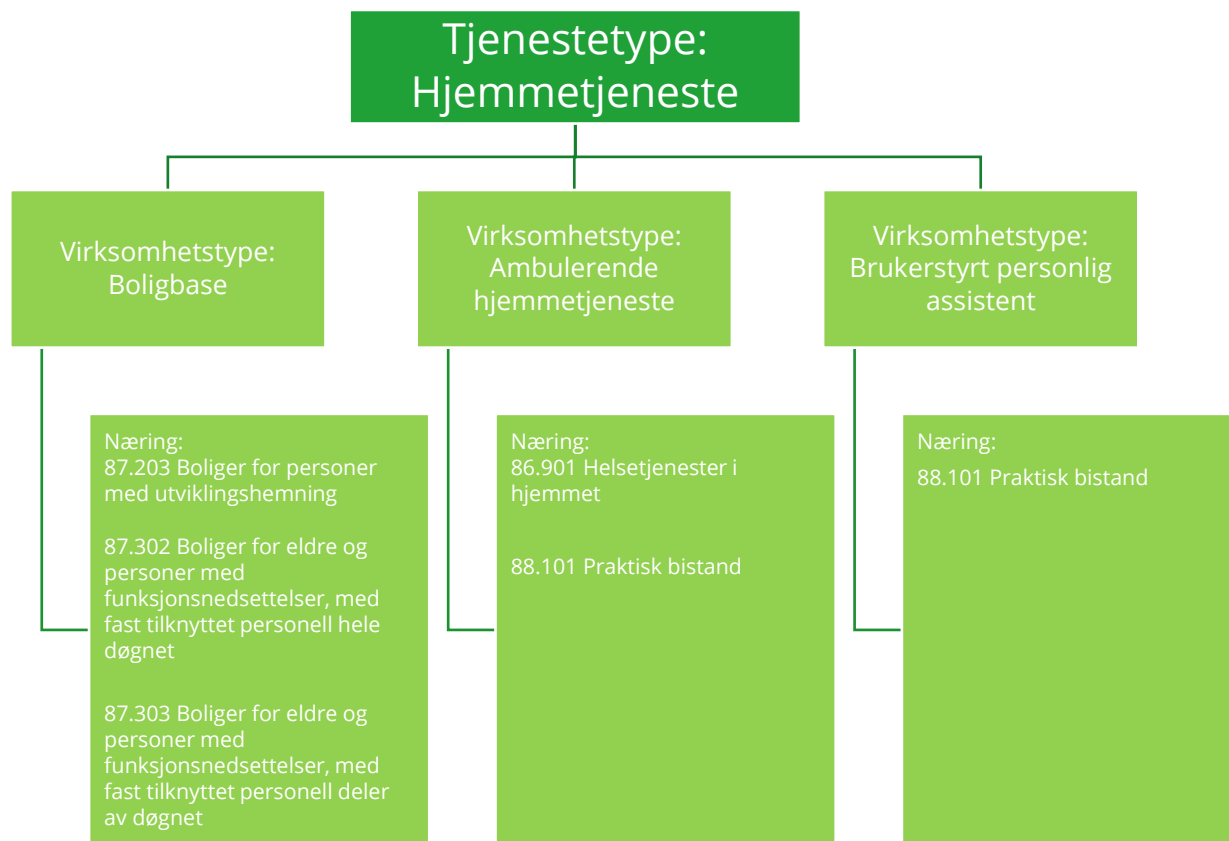 Tjenestetype:
Hjemmetjeneste
Virksomhetstype:
Boligbase
Virksomhetstype:
Ambulerende
hjemmetjeneste
Virksomhetstype:
Brukerstyrt personlig
assistent
Næring:
87.203 Boliger for personer
med utviklingshemning
87.302 Boliger for eldre og
personer med
funksjonsnedsettelser, med
fast tilknyttet personell hele
døgnet
87.303 Boliger for eldre og
personer med
funksjonsnedsettelser, med
fast tilknyttet personell deler
av døgnet
Næring:
86.901 Helsetjenester i
hjemmet
88.101 Praktisk bistand
Næring:
88.101 Praktisk bistand